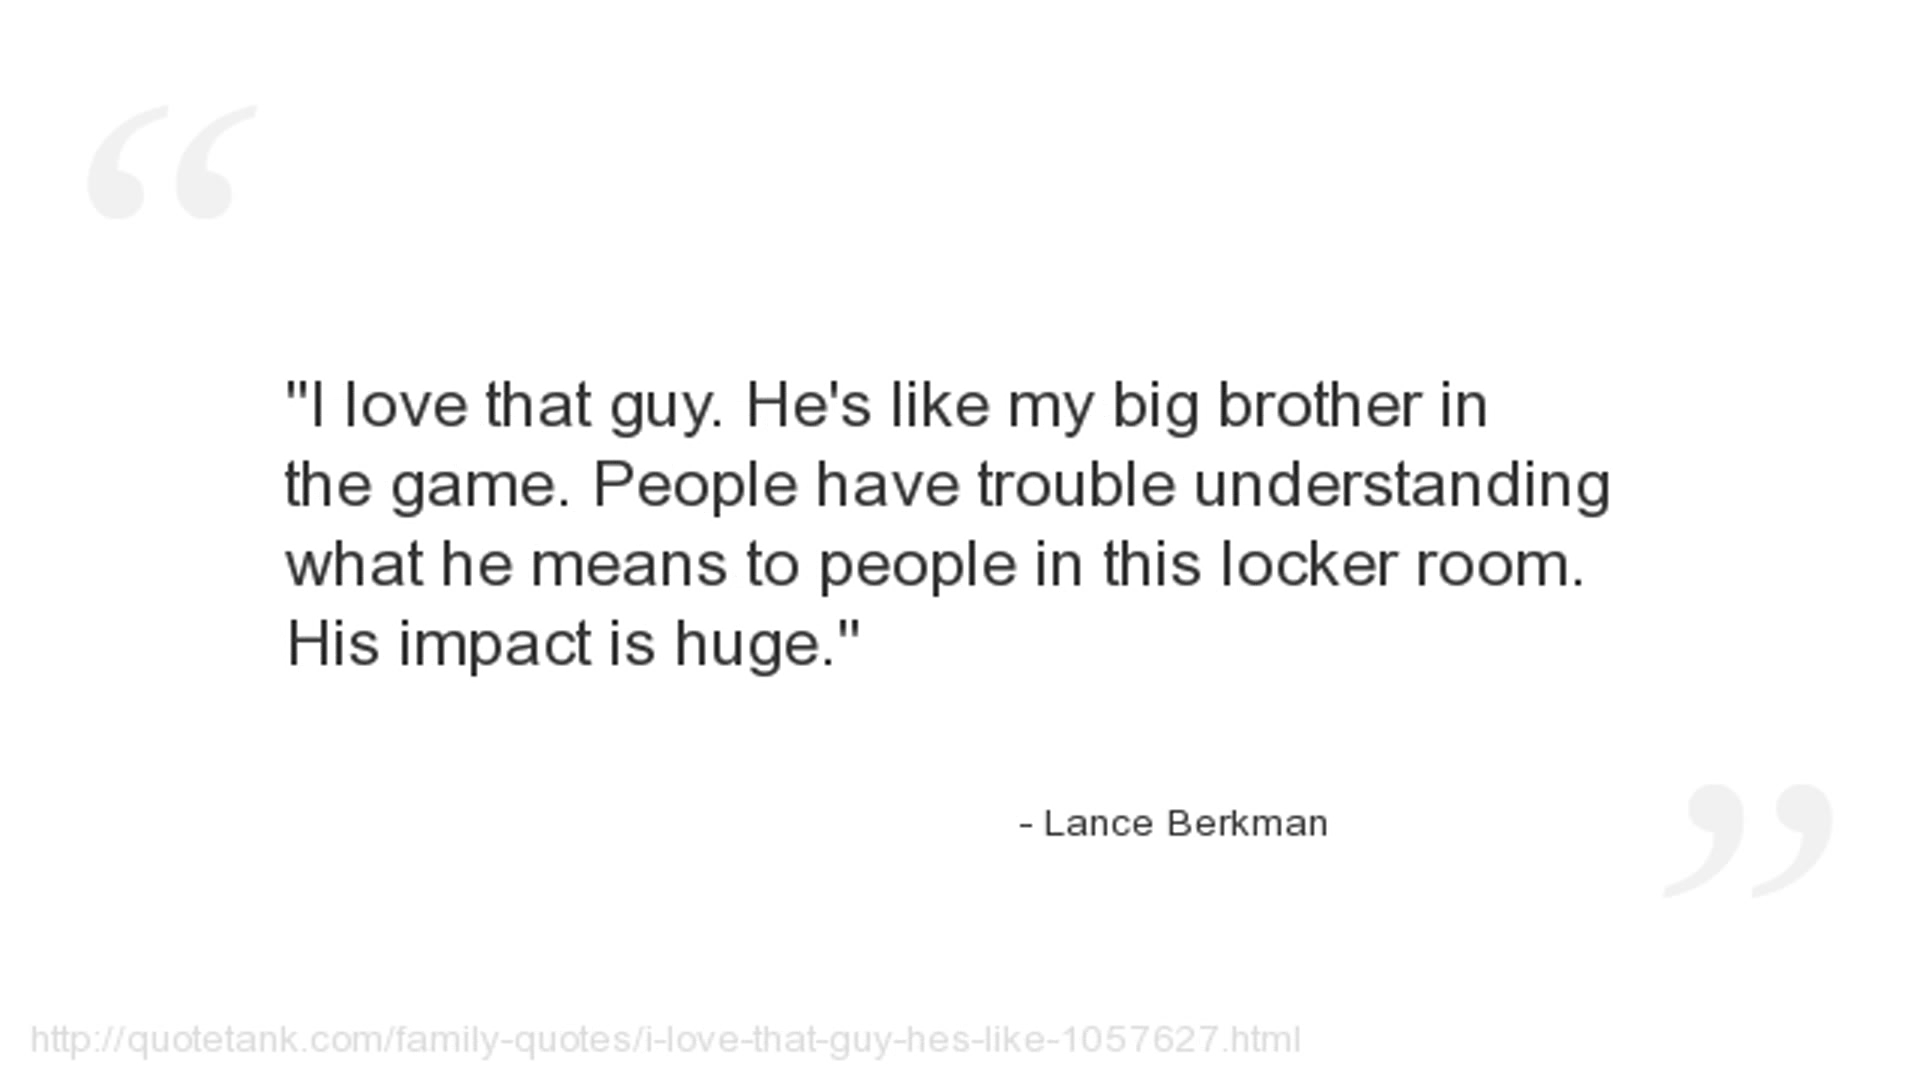 "I love that guy. He's like my big brother in
the game. People have trouble understanding
what he means to people in this locker room.
His impact is huge."
- Lance Berkman
http://quotetank.com/family-quotes/i-love-that-guy-hes-like-1057627.html